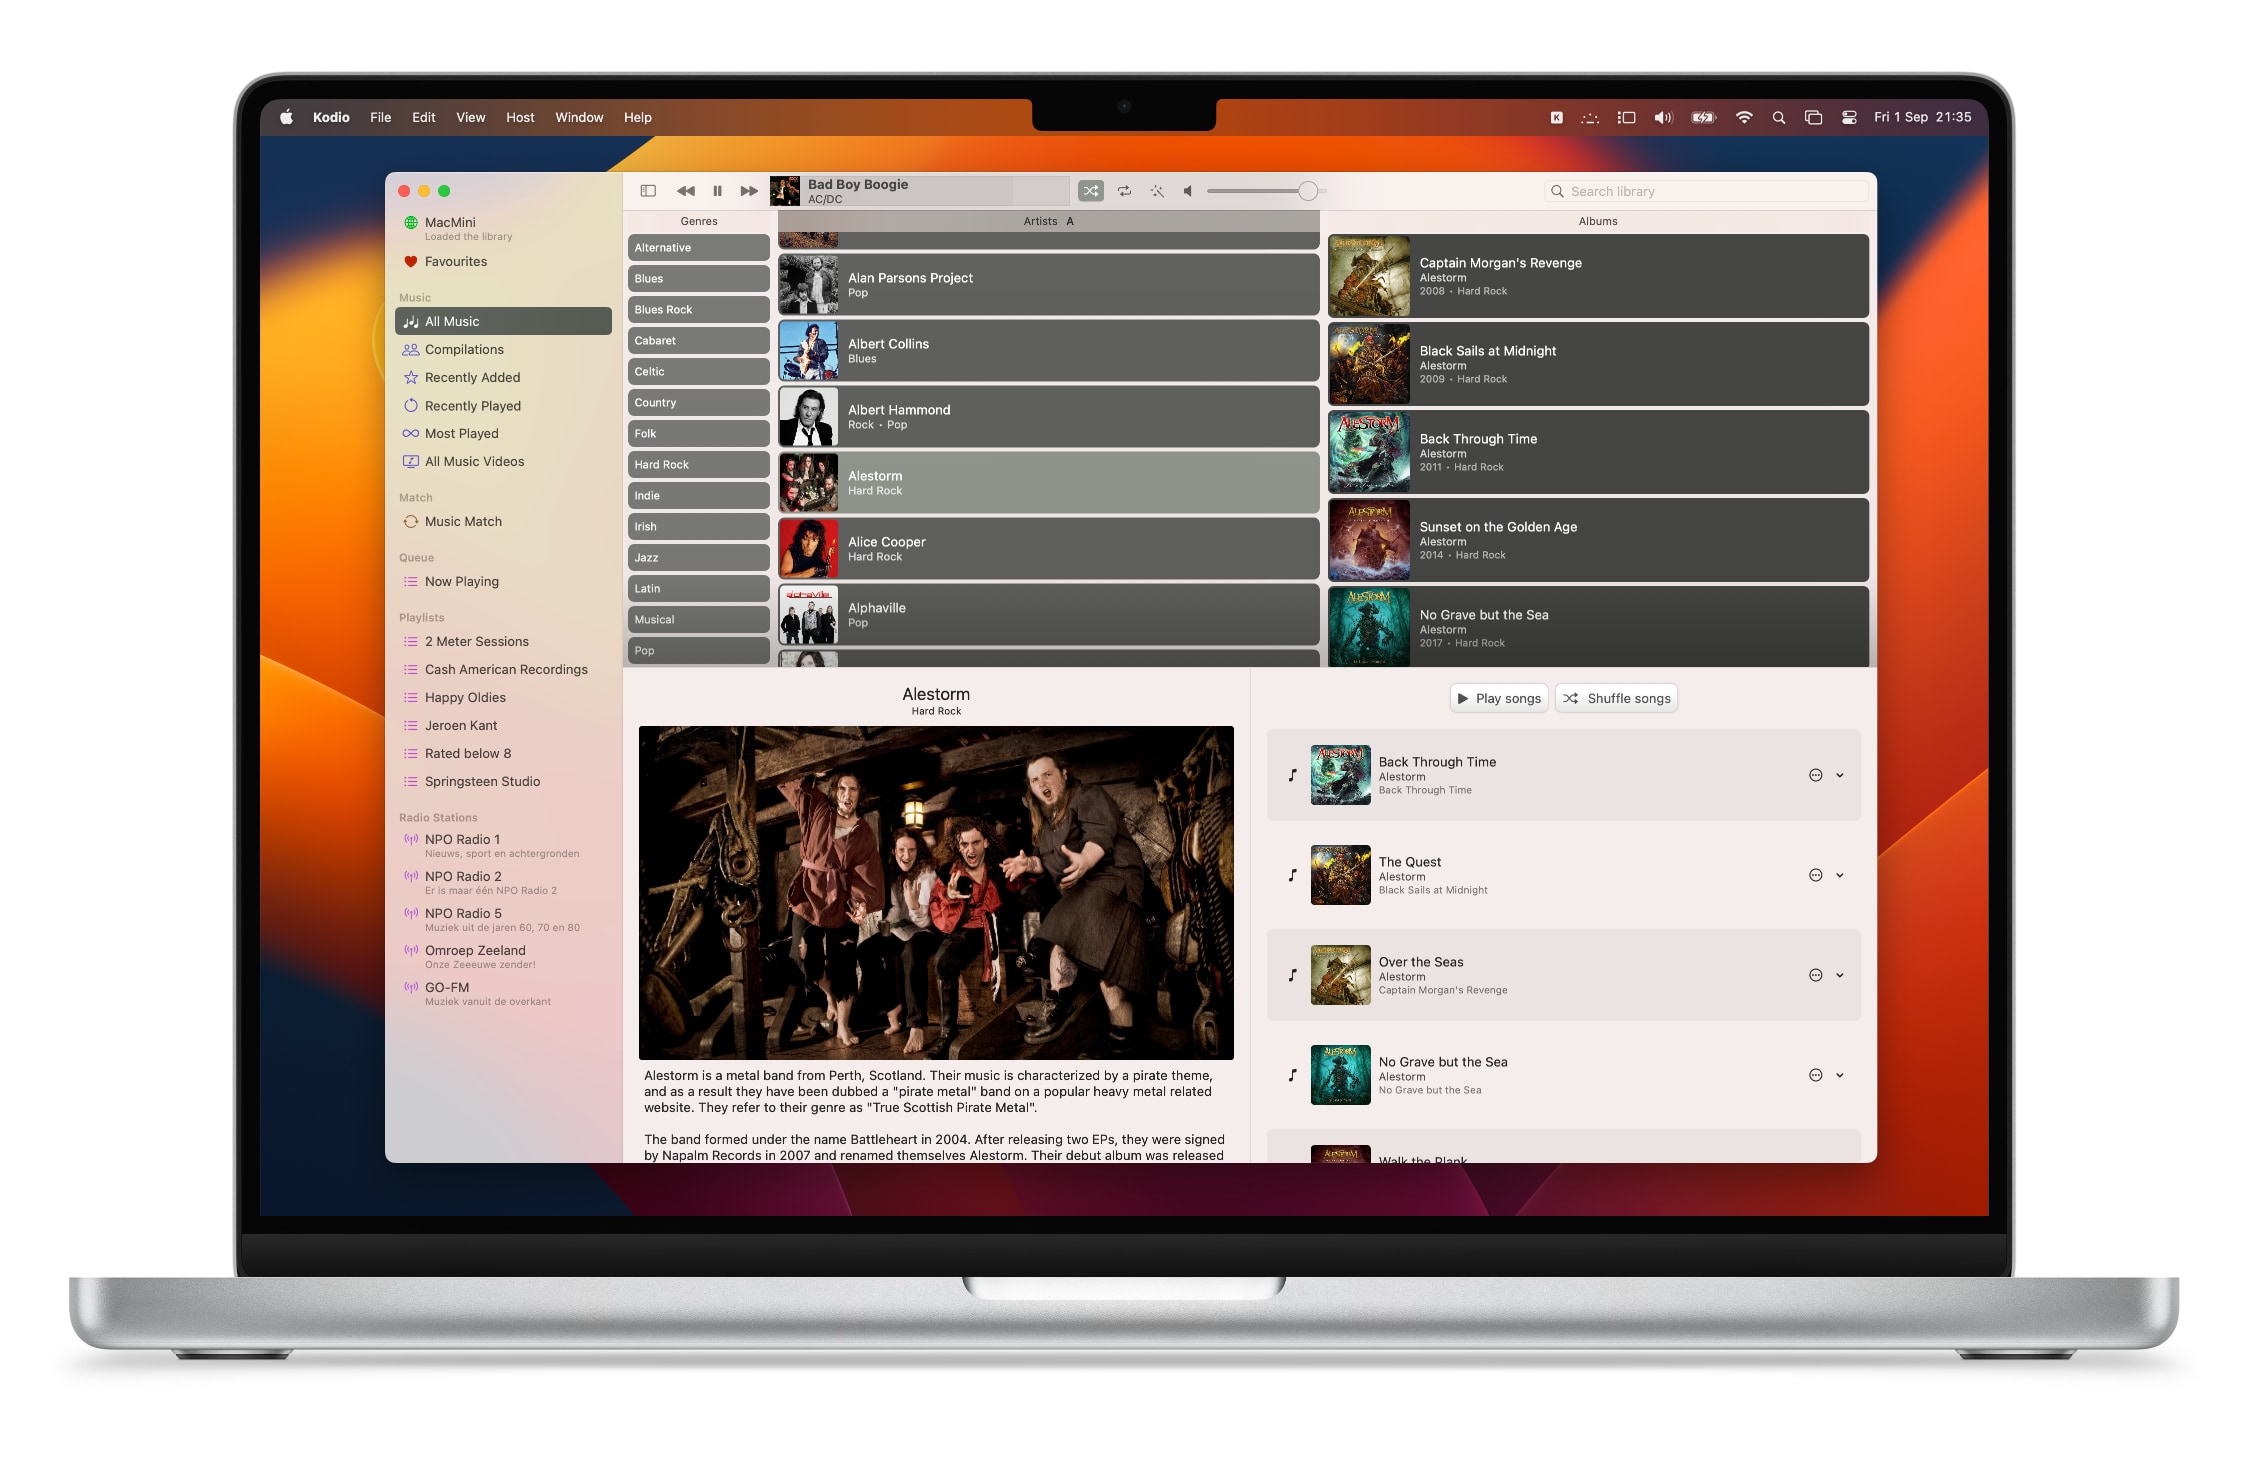 Kodio File Edit View Host Window Help
Fri 1 Sep 21:35
Bad Boy Boogie
AC/DC
Search library
MacMini
Loaded the library
Favourites
Music
All Music
Compilations
Recently Added
Recently Played
Most Played
All Music Videos
Match
Music Match
Queue
Now Playing
Playlists
2 Meter Sessions
Cash American Recordings
Happy Oldies
Jeroen Kant
Rated below 8
Springsteen Studio
Radio Stations
NPO Radio 1
Nieuws, sport en achtergronden
NPO Radio 2
Er is maar één NPO Radio 2
NPO Radio 5
Muziek uit de jaren 60, 70 en 80
Omroep Zeeland
Onze Zeeeuwe zender!
GO-FM
Muziek vanuit de overkant
Genres
Alternative
Blues
Blues Rock
Cabaret
Celtic
Country
Folk
Hard Rock
Indie
Irish
Jazz
Latin
Musical
Pop
Artists A
Alan Parsons Project
Pop
Albert Collins
Blues
Albert Hammond
Rock • Pop
Alestorm
Hard Rock
Alice Cooper
Hard Rock
alphaville
Alphaville
Pop
Albums
Captain Morgan's Revenge
Alestorm
2008 • Hard Rock
Black Sails at Midnight
Alestorm
2009 • Hard Rock
ALESTORM
Back Through Time
Alestorm
2011 • Hard Rock
ALESTORM
Sunset on the Golden Age
Alestorm
2014 • Hard Rock
ALESTORM
No Grave but the Sea
Alestorm
2017 • Hard Rock
Alestorm
Hard Rock
Alestorm is a metal band from Perth, Scotland. Their music is characterized by a pirate theme,
and as a result they have been dubbed a "pirate metal" band on a popular heavy metal related
website. They refer to their genre as "True Scottish Pirate Metal".
The band formed under the name Battleheart in 2004. After releasing two EPs, they were signed
by Napalm Records in 2007 and renamed themselves Alestorm. Their debut album was released
Play songs
Shuffle songs
ALESTORM
Back Through Time
Alestorm
Back Through Time
The Quest
Alestorm
Black Sails at Midnight
Over the Seas
Alestorm
Captain Morgan's Revenge
ALESTORM
No Grave but the Sea
Alestorm
No Grave but the Sea
ALESTORM
Walk the Plank